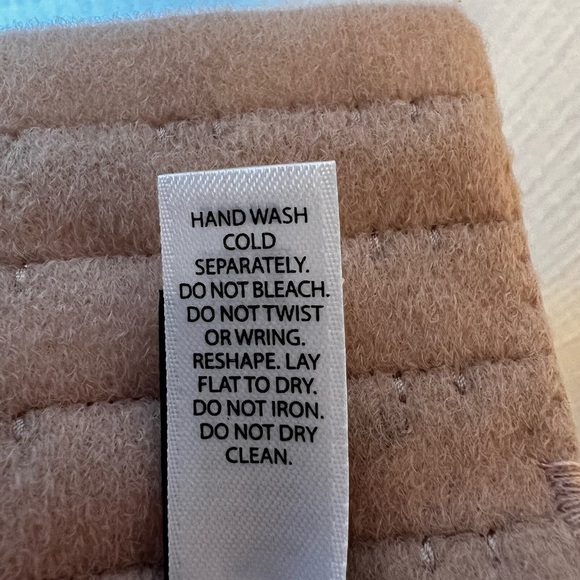 HAND WASH
COLD
SEPARATELY.
DO NOT BLEACH.
DO NOT TWIST
OR WRING.
RESHAPE. LAY
FLAT TO DRY.
DO NOT IRON.
DO NOT DRY
CLEAN.